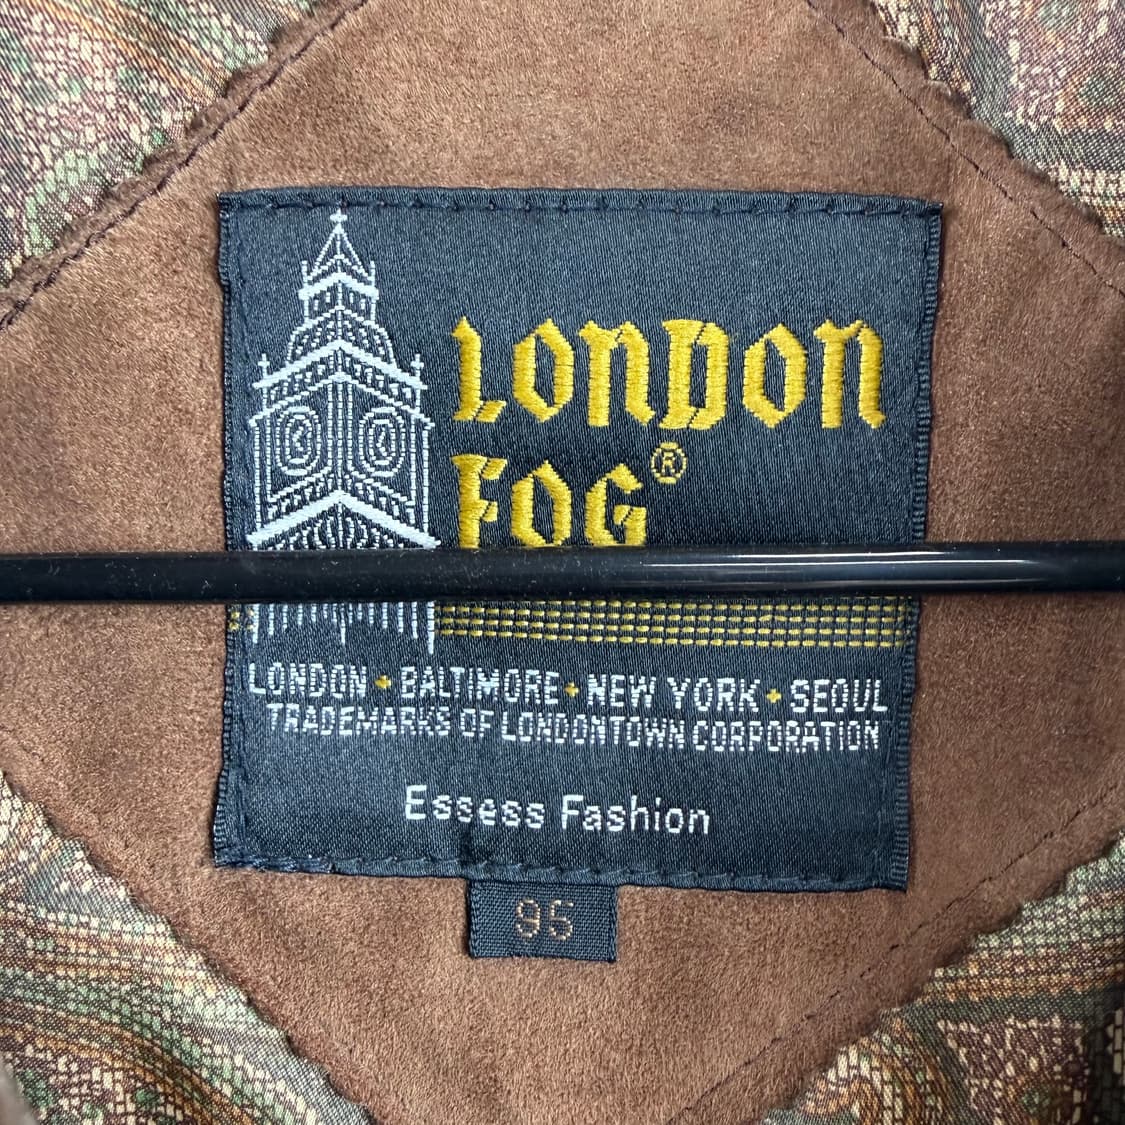 LONDON
FOG®
LONDON • BALTIMORE • NEW YORK • SEOUL
TRADEMARKS OF LONDONTOWN CORPORATION
Essess Fashion
95